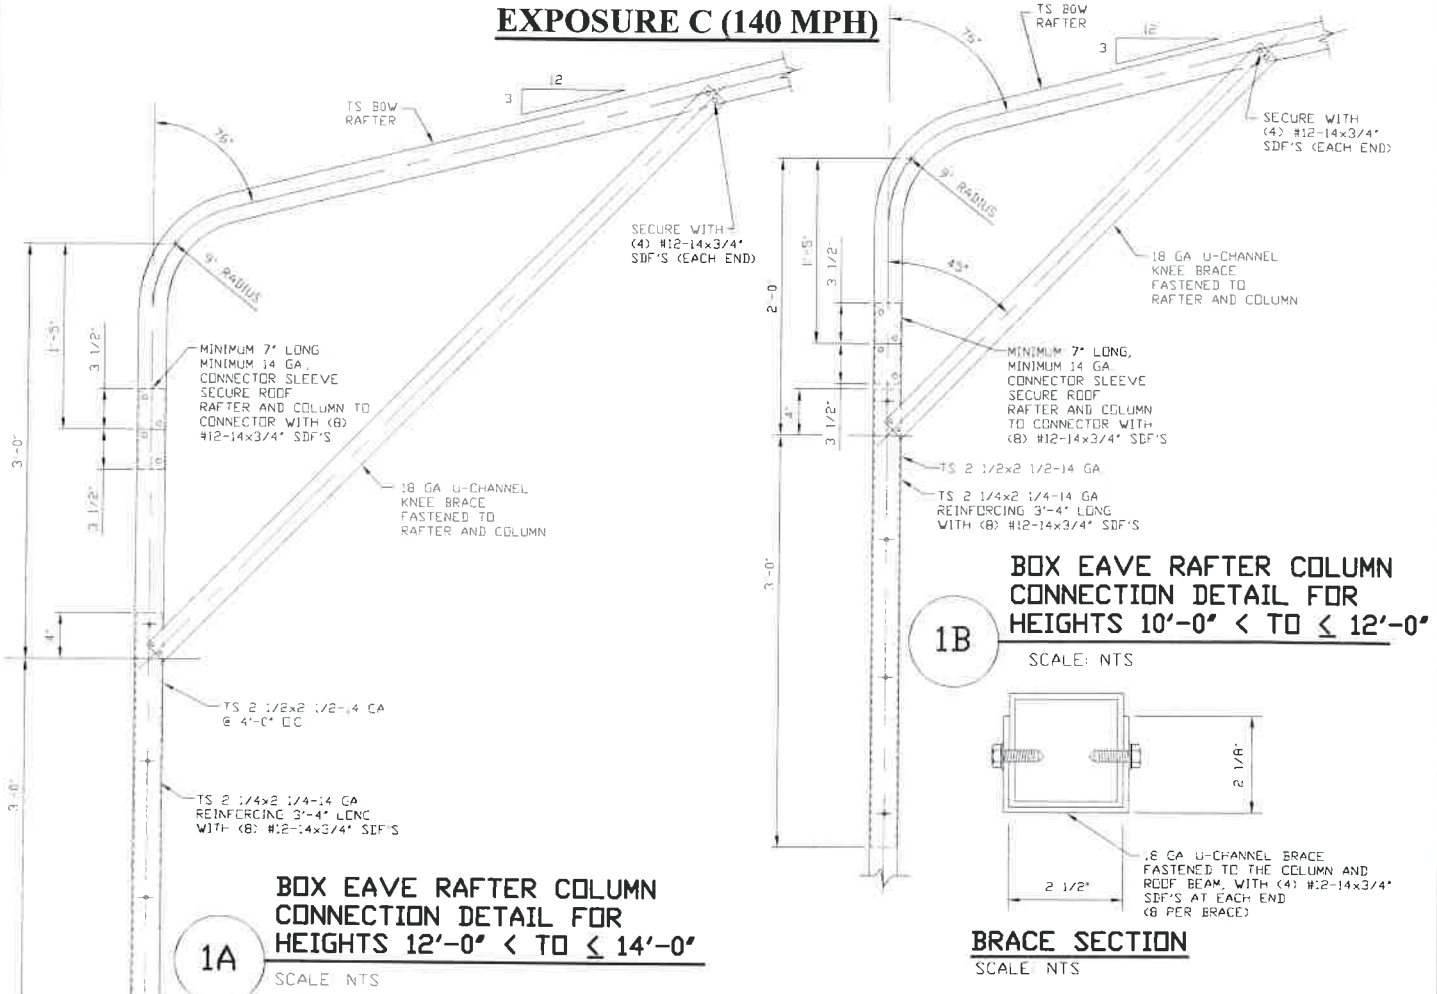 EXPOSURE C (140 MPH)
TS BOW
RAFTER
12
3
76°
9" RADIUS
SECURE WITH
(4) #12-14x3/4"
SDF'S (EACH END)
1'-5"
3 1/2"
3 1/2"
3'-0"
MINIMUM 7" LONG
MINIMUM 14 GA.
CONNECTOR SLEEVE
SECURE ROOF
RAFTER AND COLUMN TO
CONNECTOR WITH (8)
#12-14x3/4" SDF'S
18 GA U-CHANNEL
KNEE BRACE
FASTENED TO
RAFTER AND COLUMN
4"
TS 2 1/2x2 1/2-14 GA
@ 4'-0" OC
3'-0"
TS 2 1/4x2 1/4-14 GA
REINFORCING 3'-4" LONG
WITH (8) #12-14x3/4" SDF'S
1A
BOX EAVE RAFTER COLUMN
CONNECTION DETAIL FOR
HEIGHTS 12'-0" < TO ≤ 14'-0"
SCALE NTS
TS BOW
RAFTER
12
3
76°
9" RADIUS
SECURE WITH
(4) #12-14x3/4"
SDF'S (EACH END)
1'-5"
3 1/2"
2'-0"
45°
18 GA U-CHANNEL
KNEE BRACE
FASTENED TO
RAFTER AND COLUMN
MINIMUM 7" LONG,
MINIMUM 14 GA.
CONNECTOR SLEEVE
SECURE ROOF
RAFTER AND COLUMN
TO CONNECTOR WITH
(8) #12-14x3/4" SDF'S
4"
3 1/2"
TS 2 1/2x2 1/2-14 GA
TS 2 1/4x2 1/4-14 GA
REINFORCING 3'-4" LONG
WITH (8) #12-14x3/4" SDF'S
3'-0"
1B
BOX EAVE RAFTER COLUMN
CONNECTION DETAIL FOR
HEIGHTS 10'-0" < TO ≤ 12'-0"
SCALE: NTS
2 1/8"
2 1/2"
18 GA U-CHANNEL BRACE
FASTENED TO THE COLUMN AND
ROOF BEAM, WITH (4) #12-14x3/4"
SDF'S AT EACH END
(8 PER BRACE)
BRACE SECTION
SCALE NTS